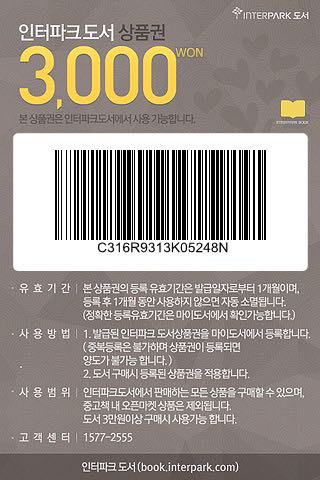 INTERPARK 도서
인터파크 도서 상품권
3,000WON
본 상품권은 인터파크도서에서 사용 가능합니다.
INTERPARK BOOK
C316R9313K05248N
· 유 효 기 간 | 본 상품권의 등록 유효기간은 발급일자로부터 1개월이며,
등록 후 1개월 동안 사용하지 않으면 자동 소멸됩니다.
(정확한 등록유효기간은 마이도서에서 확인가능합니다.)
· 사 용 방 법 | 1. 발급된 인터파크 도서상품권을 마이도서에서 등록합니다.
( 중복등록은 불가하며 상품권이 등록되면
양도가 불가능 합니다. )
2. 도서 구매시 등록된 상품권을 적용합니다.
· 사 용 범 위 | 인터파크도서에서 판매하는 모든 상품을 구매할 수 있으며,
중고책 내 오픈마켓 상품은 제외됩니다.
도서 3만원이상 구매시 사용가능 합니다.
· 고 객 센 터 | 1577-2555
인터파크 도서 (book.interpark.com)